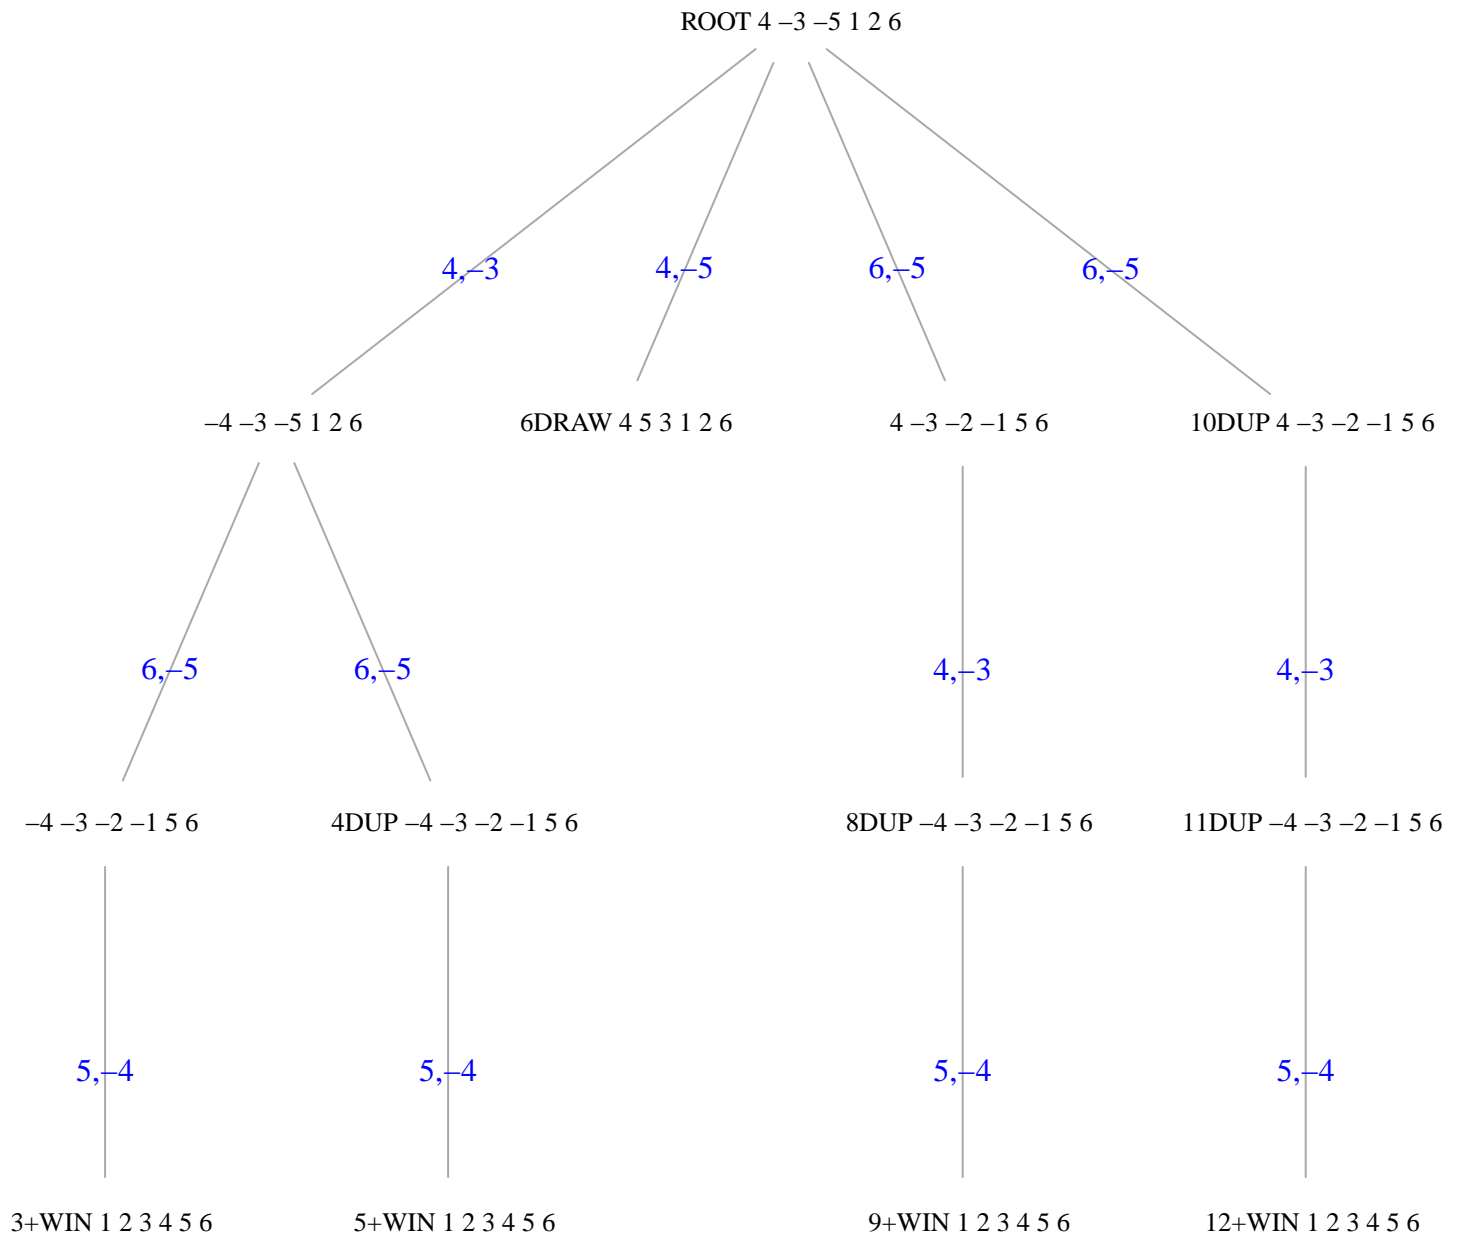 ROOT 4 –3 –5 1 2 6
4,–3 4,–5 6,–5 6,–5
–4 –3 –5 1 2 6 6DRAW 4 5 3 1 2 6 4 –3 –2 –1 5 6 10DUP 4 –3 –2 –1 5 6
6,–5 6,–5 4,–3 4,–3
–4 –3 –2 –1 5 6 4DUP –4 –3 –2 –1 5 6 8DUP –4 –3 –2 –1 5 6 11DUP –4 –3 –2 –1 5 6
5,–4 5,–4 5,–4 5,–4
3+WIN 1 2 3 4 5 6 5+WIN 1 2 3 4 5 6 9+WIN 1 2 3 4 5 6 12+WIN 1 2 3 4 5 6